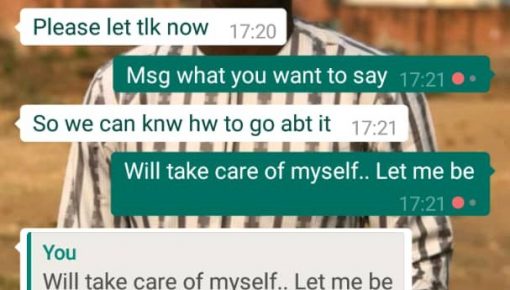 Please let tlk now 17:20
Msg what you want to say 17:21
So we can knw hw to go abt it 17:21
Will take care of myself.. Let me be
17:21
You
Will take care of myself.. Let me be